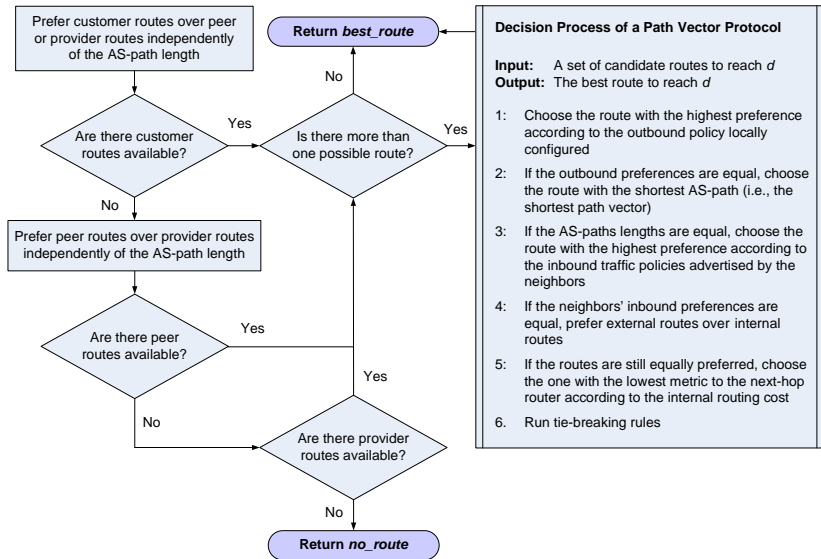 Prefer customer routes over peer
or provider routes independently
of the AS-path length
Return best_route
No
Are there customer
routes available?
Yes
Is there more than
one possible route?
Yes
No
Prefer peer routes over provider routes
independently of the AS-path length
Are there peer
routes available?
Yes
Yes
No
Are there provider
routes available?
No
Return no_route
Decision Process of a Path Vector Protocol
Input: A set of candidate routes to reach d
Output: The best route to reach d
1: Choose the route with the highest preference
according to the outbound policy locally
configured
2: If the outbound preferences are equal, choose
the route with the shortest AS-path (i.e., the
shortest path vector)
3: If the AS-paths lengths are equal, choose the
route with the highest preference according to
the inbound traffic policies advertised by the
neighbors
4: If the neighbors’ inbound preferences are
equal, prefer external routes over internal
routes
5: If the routes are still equally preferred, choose
the one with the lowest metric to the next-hop
router according to the internal routing cost
6. Run tie-breaking rules